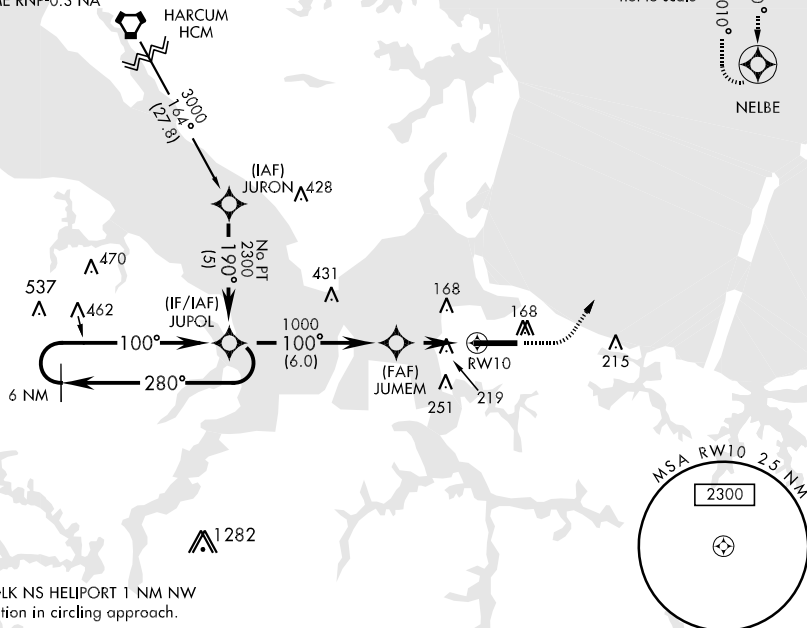 HARCUM
HCM
3000
164°
(27.8)
010°
NELBE
(IAF)
JURON
428
No PT
2300
190°
(5)
470
537
462
(IF/IAF)
JUPOL
431
168
168
100°
1000
100°
(6.0)
(FAF)
JUMEM
RW10
215
6 NM
280°
251
219
MSA RW10 25 NM
2300
1282
LK NS HELIPORT 1 NM NW
tion in circling approach.